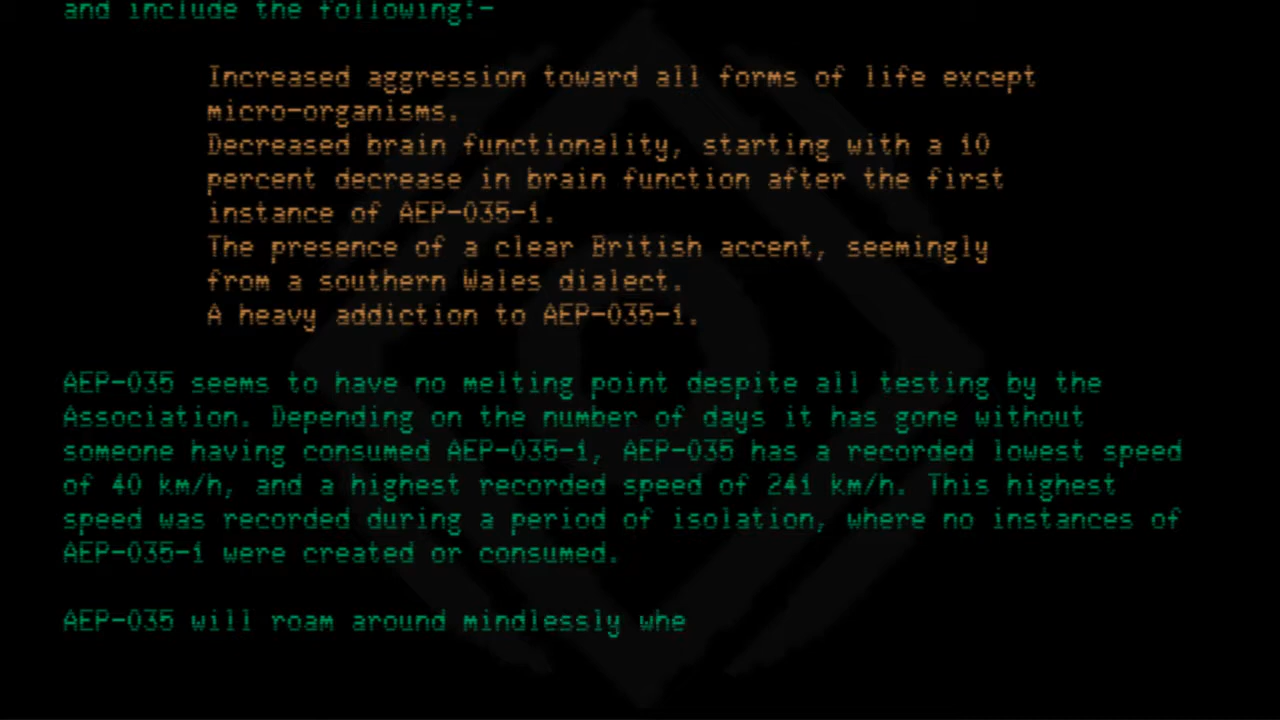 and include the following:-
Increased aggression toward all forms of life except
micro-organisms.
Decreased brain functionality, starting with a 10
percent decrease in brain function after the first
instance of AEP-035-1.
The presence of a clear British accent, seemingly
from a southern Wales dialect.
A heavy addiction to AEP-035-1.
AEP-035 seems to have no melting point despite all testing by the
Association. Depending on the number of days it has gone without
someone having consumed AEP-035-1, AEP-035 has a recorded lowest speed
of 40 km/h, and a highest recorded speed of 241 km/h. This highest
speed was recorded during a period of isolation, where no instances of
AEP-035-1 were created or consumed.
AEP-035 will roam around mindlessly whe